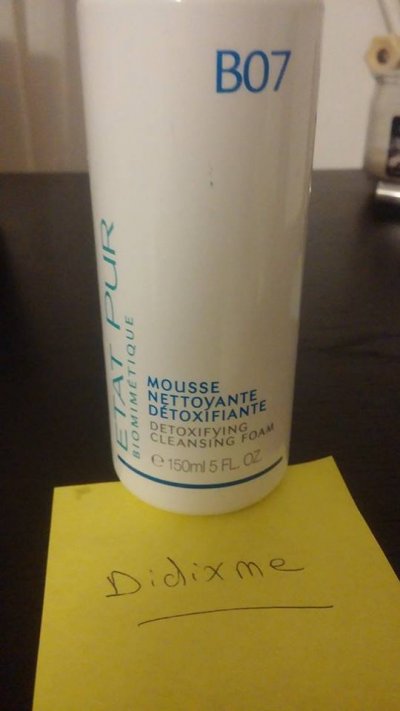 B07
ETAT PUR
BIOMIMÉTIQUE
MOUSSE
NETTOYANTE
DÉTOXIFIANTE
DETOXIFYING
CLEANSING FOAM
℮ 150ml 5 FL. OZ
Didixme